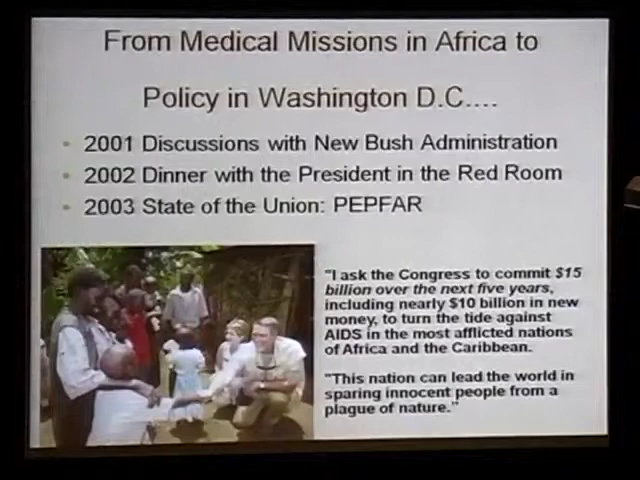 From Medical Missions in Africa to
Policy in Washington D.C....
• 2001 Discussions with New Bush Administration
• 2002 Dinner with the President in the Red Room
• 2003 State of the Union: PEPFAR
"I ask the Congress to commit $15
billion over the next five years,
including nearly $10 billion in new
money, to turn the tide against
AIDS in the most afflicted nations
of Africa and the Caribbean.
"This nation can lead the world in
sparing innocent people from a
plague of nature."